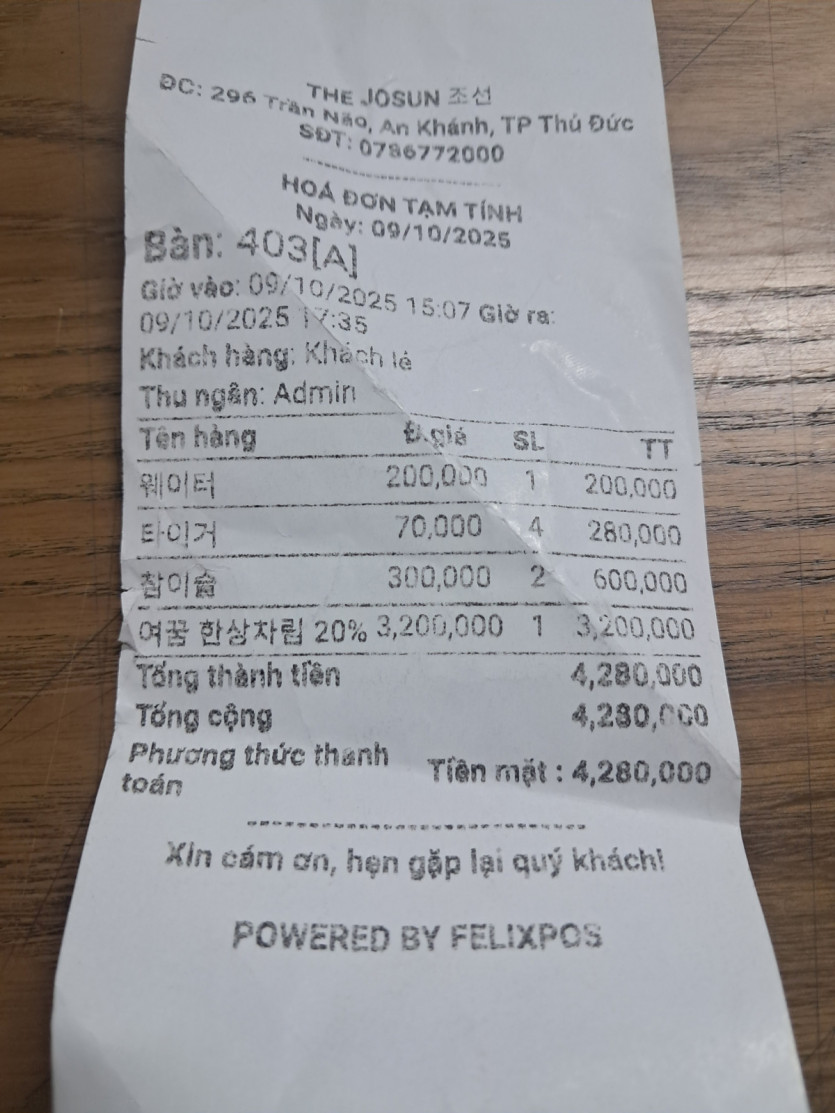 THE JOSUN 조선
ĐC: 296 Trần Não, An Khánh, TP Thủ Đức
SĐT: 0786772000
HOÁ ĐƠN TẠM TÍNH
Ngày: 09/10/2025
Bàn: 403[A]
Giờ vào: 09/10/2025 15:07 Giờ ra:
09/10/2025 17:35
Khách hàng: Khách lẻ
Thu ngân: Admin
Tên hàng Đ.giá SL TT
웨이터 200,000 1 200,000
타이거 70,000 4 280,000
참이슬 300,000 2 600,000
여꿈 한상차림 20% 3,200,000 1 3,200,000
Tổng thành tiền 4,280,000
Tổng cộng 4,280,000
Phương thức thanh toán Tiền mặt : 4,280,000
Xin cám ơn, hẹn gặp lại quý khách!
POWERED BY FELIXPOS